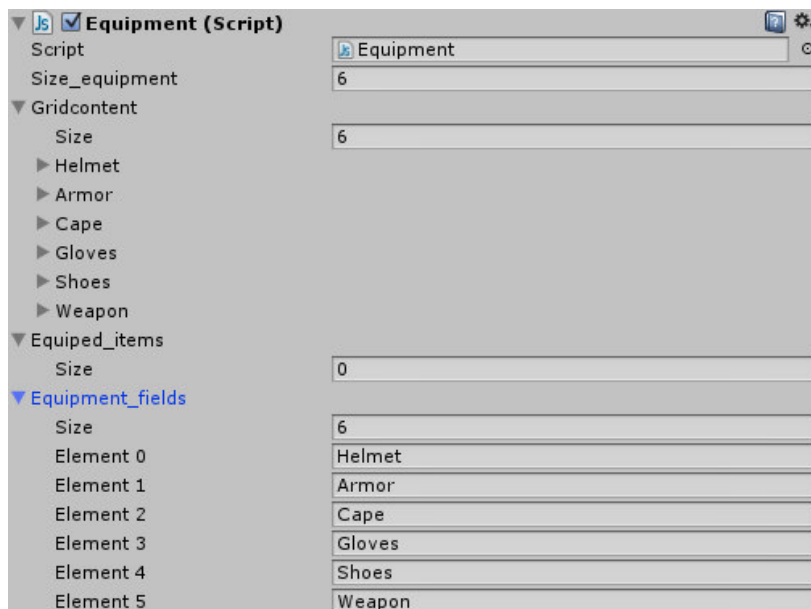 Js Equipment (Script)
Script Equipment
Size_equipment 6
Gridcontent
Size 6
Helmet
Armor
Cape
Gloves
Shoes
Weapon
Equiped_items
Size 0
Equipment_fields
Size 6
Element 0 Helmet
Element 1 Armor
Element 2 Cape
Element 3 Gloves
Element 4 Shoes
Element 5 Weapon